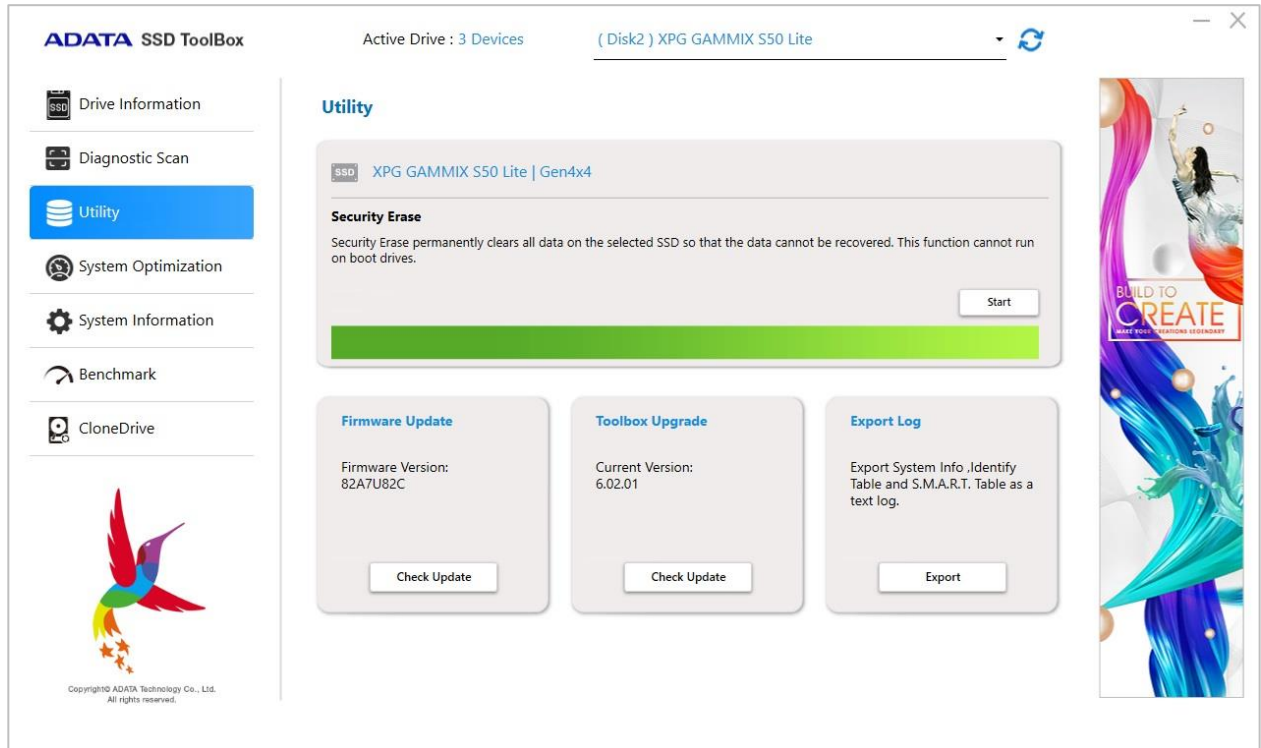 ADATA SSD ToolBox
Active Drive : 3 Devices
( Disk2 ) XPG GAMMIX S50 Lite
SSD
Drive Information
Diagnostic Scan
Utility
System Optimization
System Information
Benchmark
CloneDrive
Copyright© ADATA Technology Co., Ltd.
All rights reserved.
Utility
SSD
XPG GAMMIX S50 Lite | Gen4x4
Security Erase
Security Erase permanently clears all data on the selected SSD so that the data cannot be recovered. This function cannot run
on boot drives.
Start
Firmware Update
Firmware Version:
82A7U82C
Check Update
Toolbox Upgrade
Current Version:
6.02.01
Check Update
Export Log
Export System Info ,Identify
Table and S.M.A.R.T. Table as a
text log.
Export
BUILD TO
CREATE
MAKE YOUR CREATIONS LEGENDARY